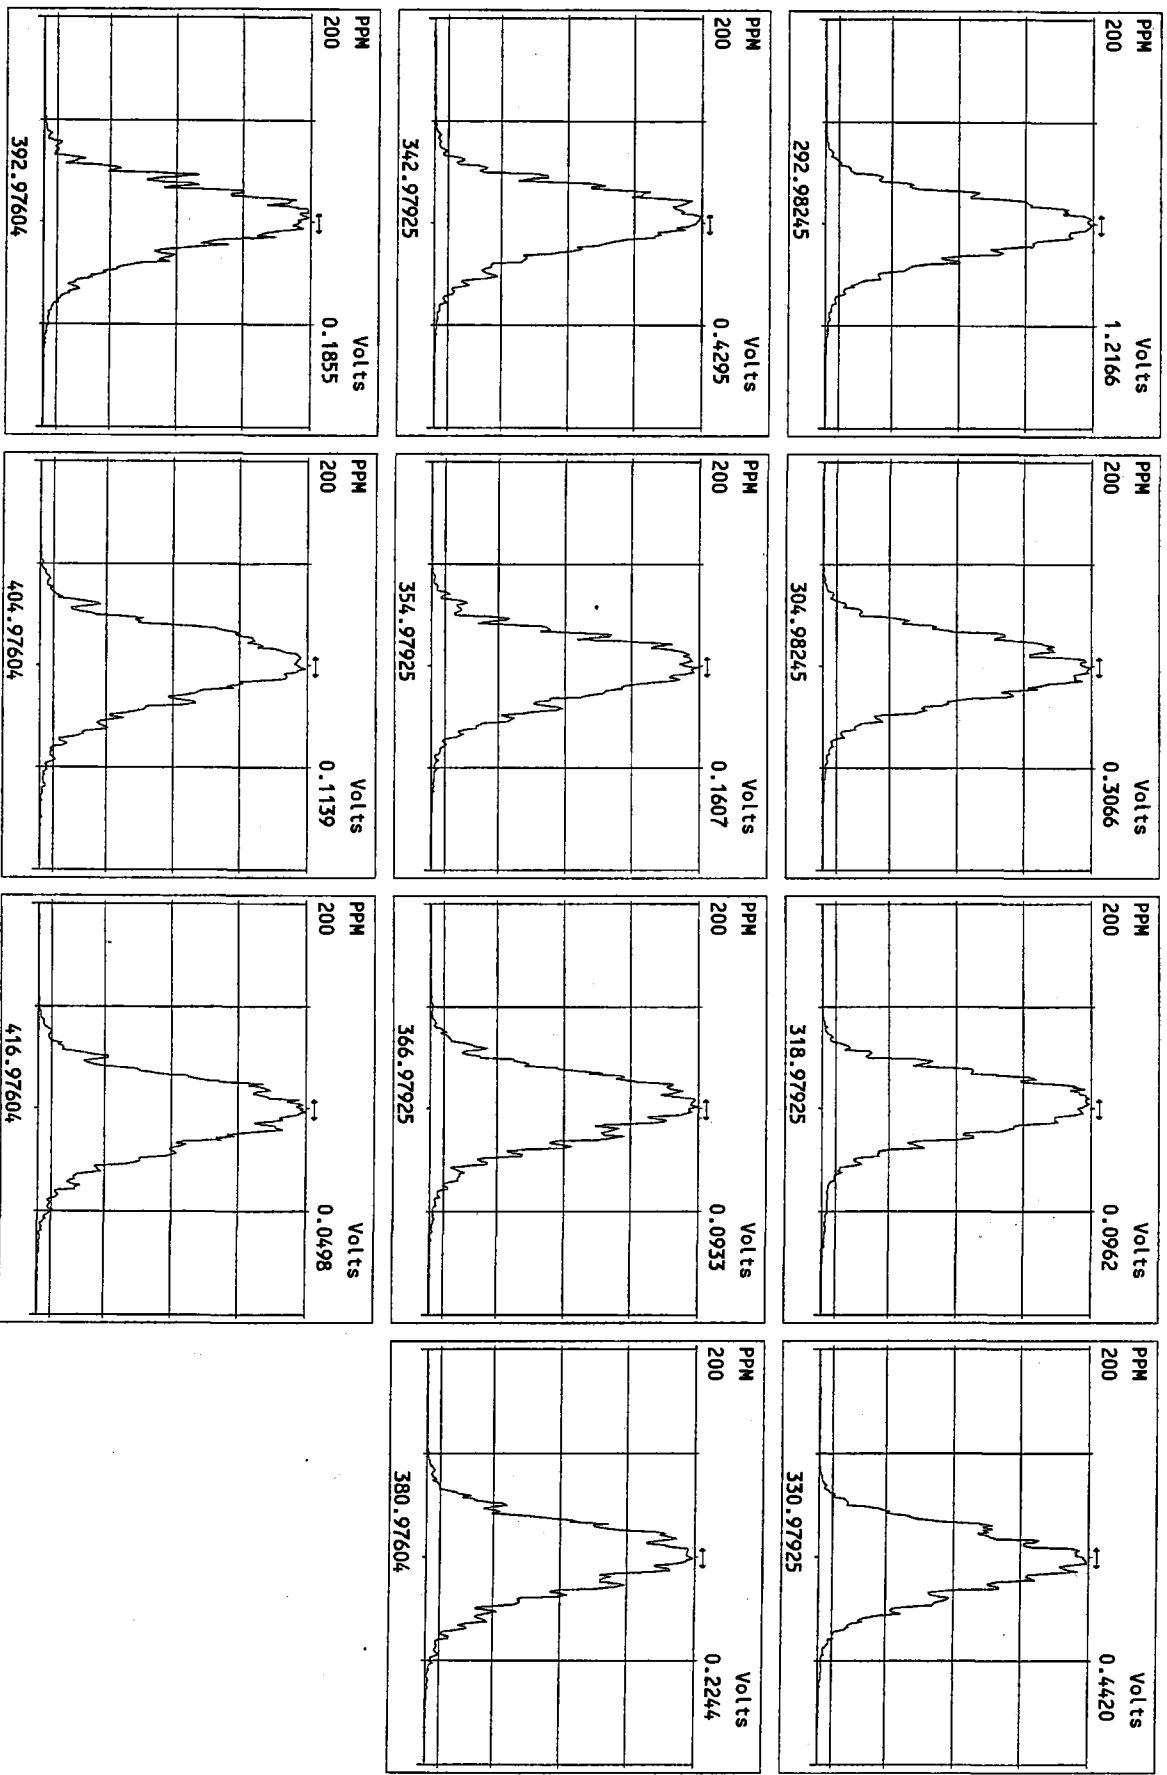 PPM Volts
200 1.2166
292.98245
PPM Volts
200 0.3066
304.98245
PPM Volts
200 0.0962
318.97925
PPM Volts
200 0.4420
330.97925
PPM Volts
200 0.4295
342.97925
PPM Volts
200 0.1607
354.97925
PPM Volts
200 0.0933
366.97925
PPM Volts
200 0.2244
380.97604
PPM Volts
200 0.1855
392.97604
PPM Volts
200 0.1139
404.97604
PPM Volts
200 0.0498
416.97604